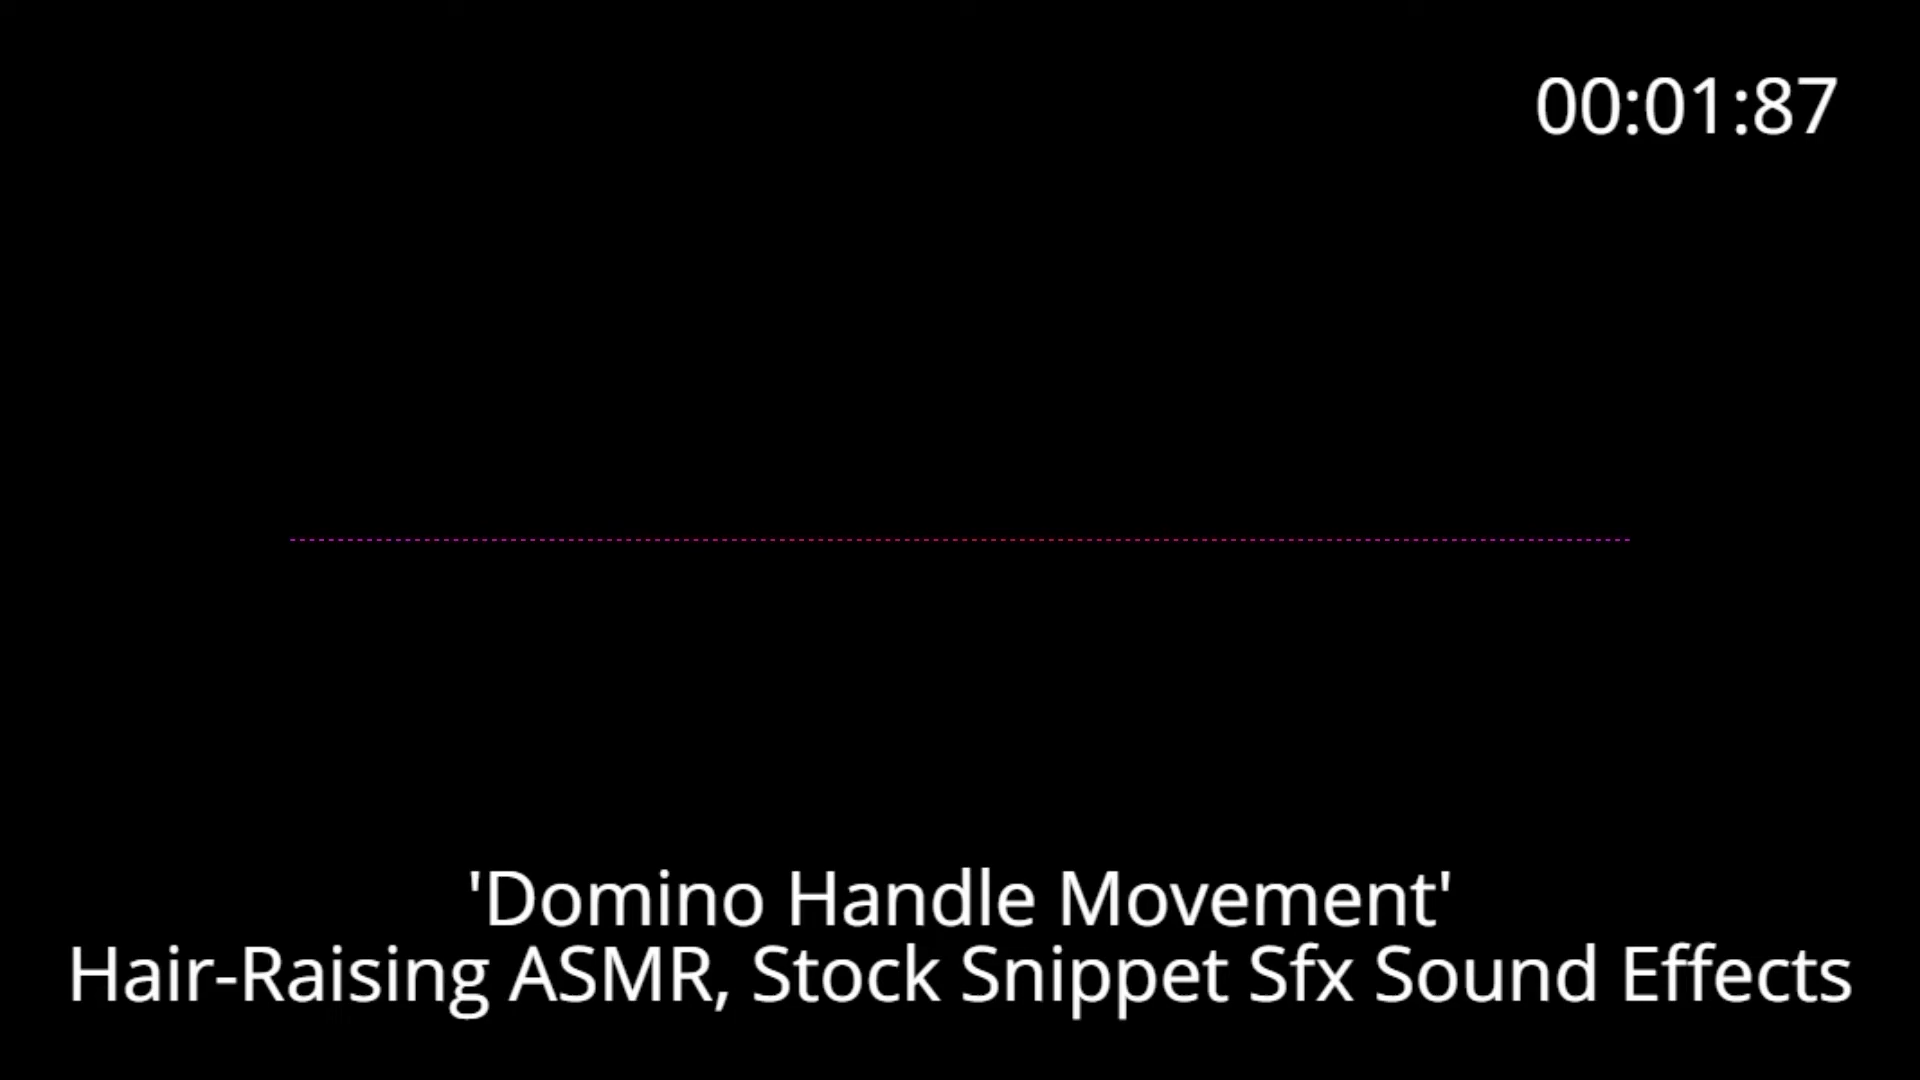 00:01:87
'Domino Handle Movement'
Hair-Raising ASMR, Stock Snippet Sfx Sound Effects